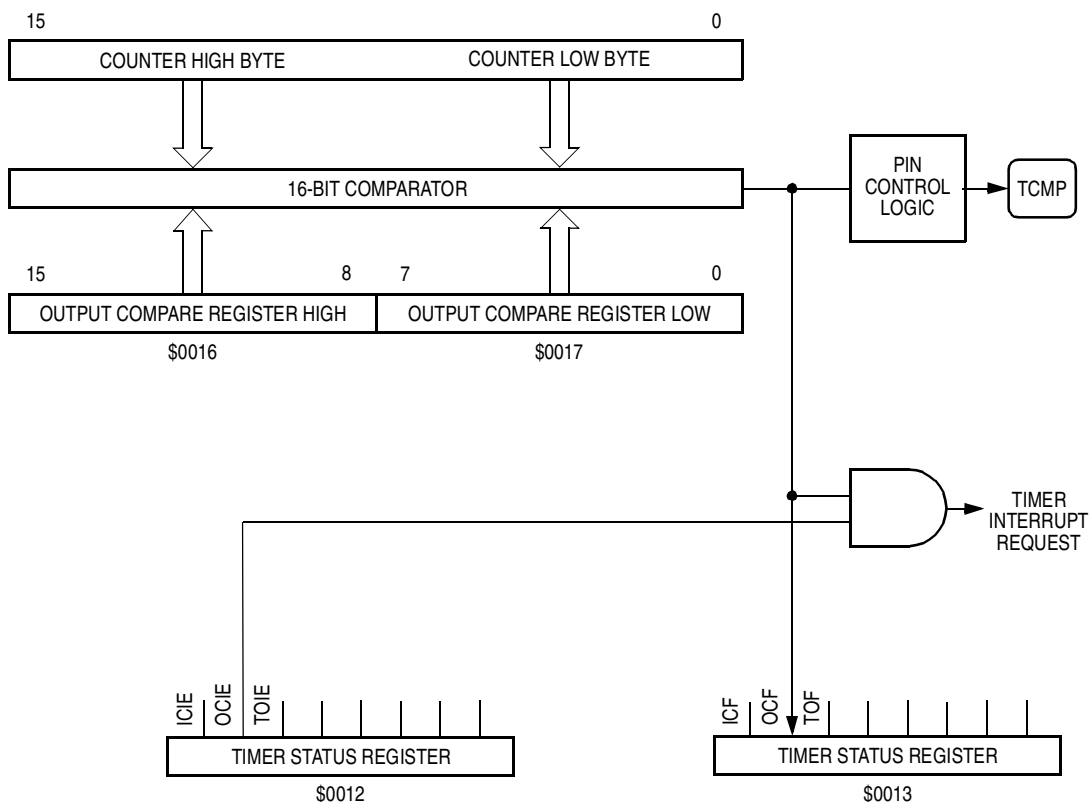 15 0
COUNTER HIGH BYTE COUNTER LOW BYTE
16-BIT COMPARATOR
PIN
CONTROL
LOGIC
TCMP
15 8 7 0
OUTPUT COMPARE REGISTER HIGH OUTPUT COMPARE REGISTER LOW
$0016 $0017
TIMER
INTERRUPT
REQUEST
ICIE
OCIE
TOIE
TIMER STATUS REGISTER
$0012
ICF
OCF
TOF
TIMER STATUS REGISTER
$0013